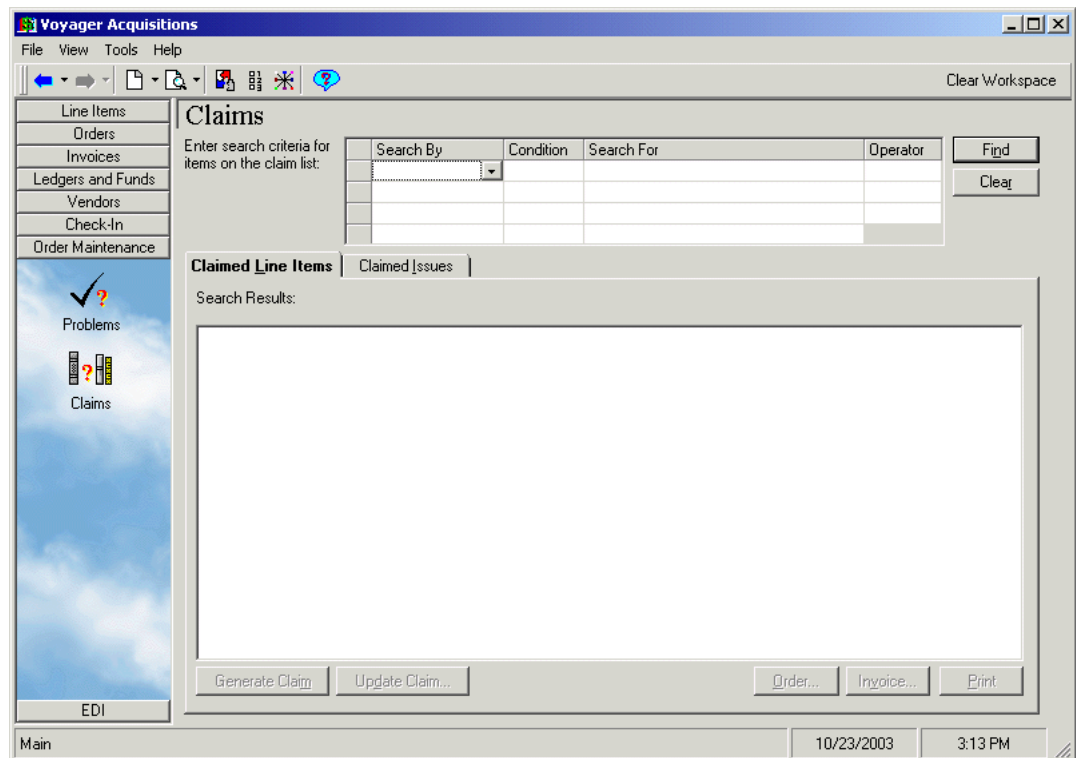 Voyager Acquisitions
File View Tools Help
Clear Workspace
Line Items
Orders
Invoices
Ledgers and Funds
Vendors
Check-In
Order Maintenance
Problems
Claims
EDI
Claims
Enter search criteria for
items on the claim list:
Search By Condition Search For Operator
Find
Clear
Claimed Line Items Claimed Issues
Search Results:
Generate Claim Update Claim... Order... Invoice... Print
Main 10/23/2003 3:13 PM